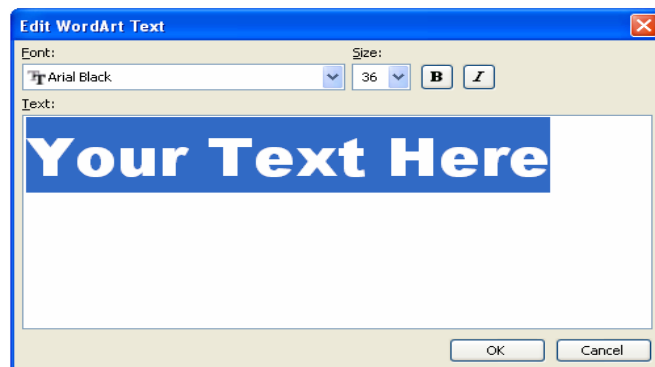 Edit WordArt Text
Font: Size:
Arial Black 36 B I
Text:
Your Text Here
OK Cancel